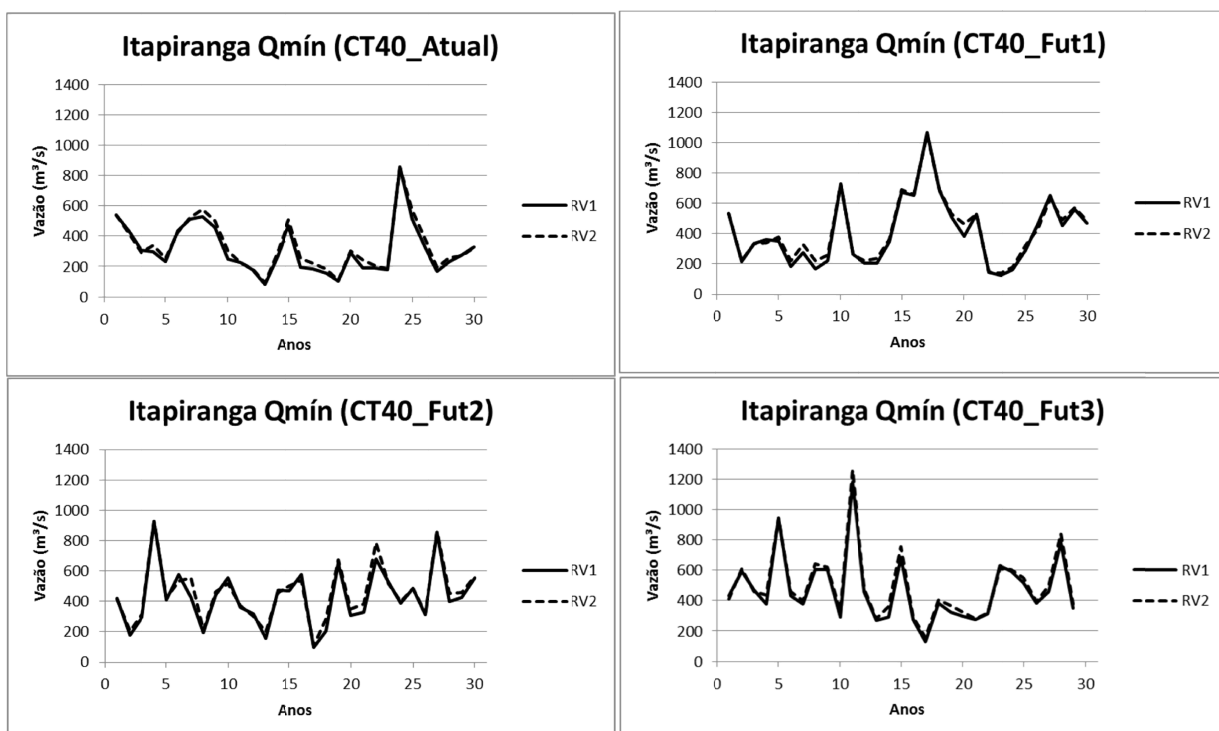 Itapiranga Qmín (CT40_Atual)
1400
1200
1000
800
600
400
200
0
Vazão (m³/s)
0 5 10 15 20 25 30
Anos
RV1
RV2
Itapiranga Qmín (CT40_Fut1)
1400
1200
1000
800
600
400
200
0
Vazão (m³/s)
0 5 10 15 20 25 30
Anos
RV1
RV2
Itapiranga Qmín (CT40_Fut2)
1400
1200
1000
800
600
400
200
0
Vazão (m³/s)
0 5 10 15 20 25 30
Anos
RV1
RV2
Itapiranga Qmín (CT40_Fut3)
1400
1200
1000
800
600
400
200
0
Vazão (m³/s)
0 5 10 15 20 25 30
Anos
RV1
RV2